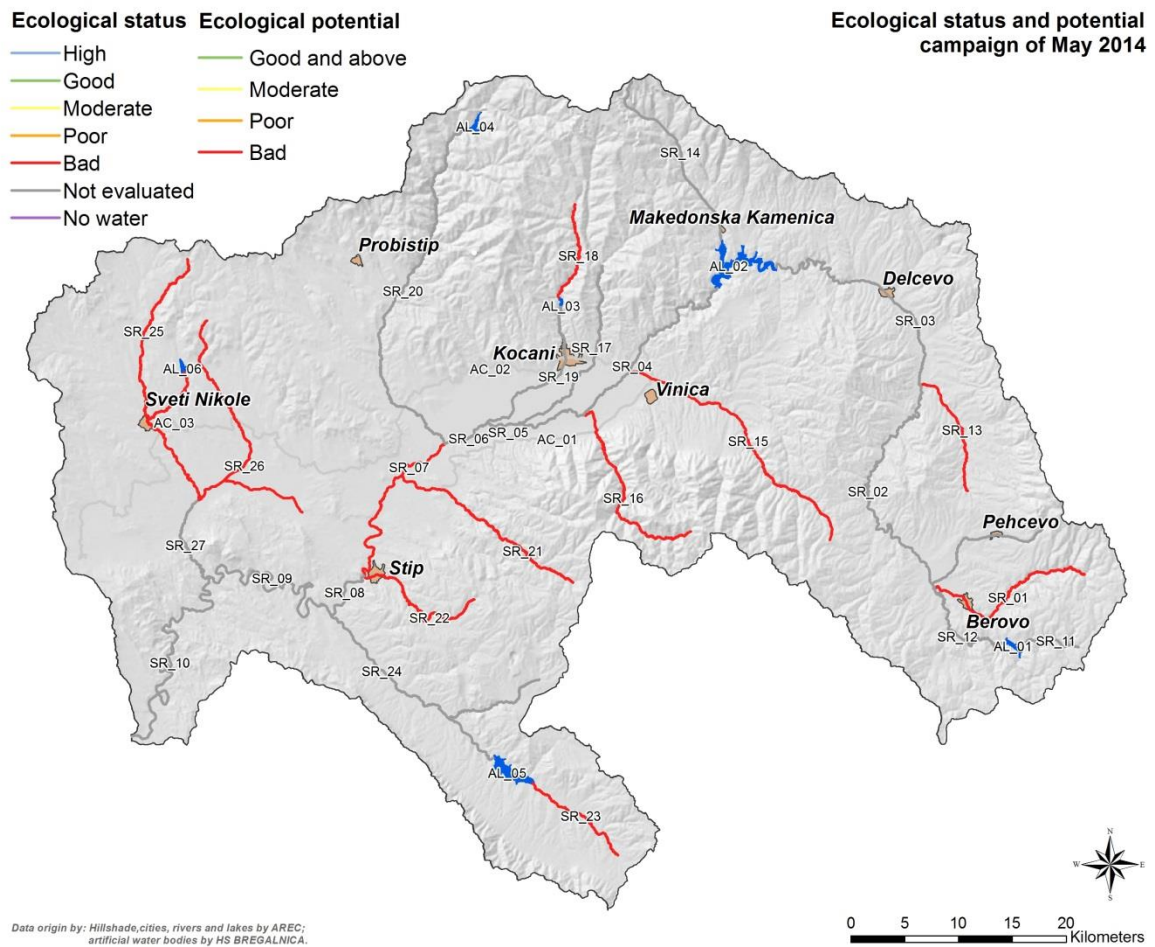 Ecological status
High
Good
Moderate
Poor
Bad
Not evaluated
No water
Ecological potential
Good and above
Moderate
Poor
Bad
Ecological status and potential
campaign of May 2014
AL_04
SR_14
Makedonska Kamenica
Probistip
SR_18
AL_02
Delcevo
SR_20
AL_03
SR_03
SR_25
Kocani
SR_17
AL_06
AC_02
SR_19
SR_04
Vinica
Sveti Nikole
AC_03
SR_06
SR_05
AC_01
SR_15
SR_13
SR_26
SR_07
SR_16
SR_02
Pehcevo
SR_27
SR_21
Stip
SR_09
SR_08
SR_22
SR_01
Berovo
SR_12
AL_01
SR_11
SR_10
SR_24
AL_05
SR_23
N
W
E
S
0 5 10 15 20
Kilometers
Data origin by: Hillshade,cities, rivers and lakes by AREC;
artificial water bodies by HS BREGALNICA.